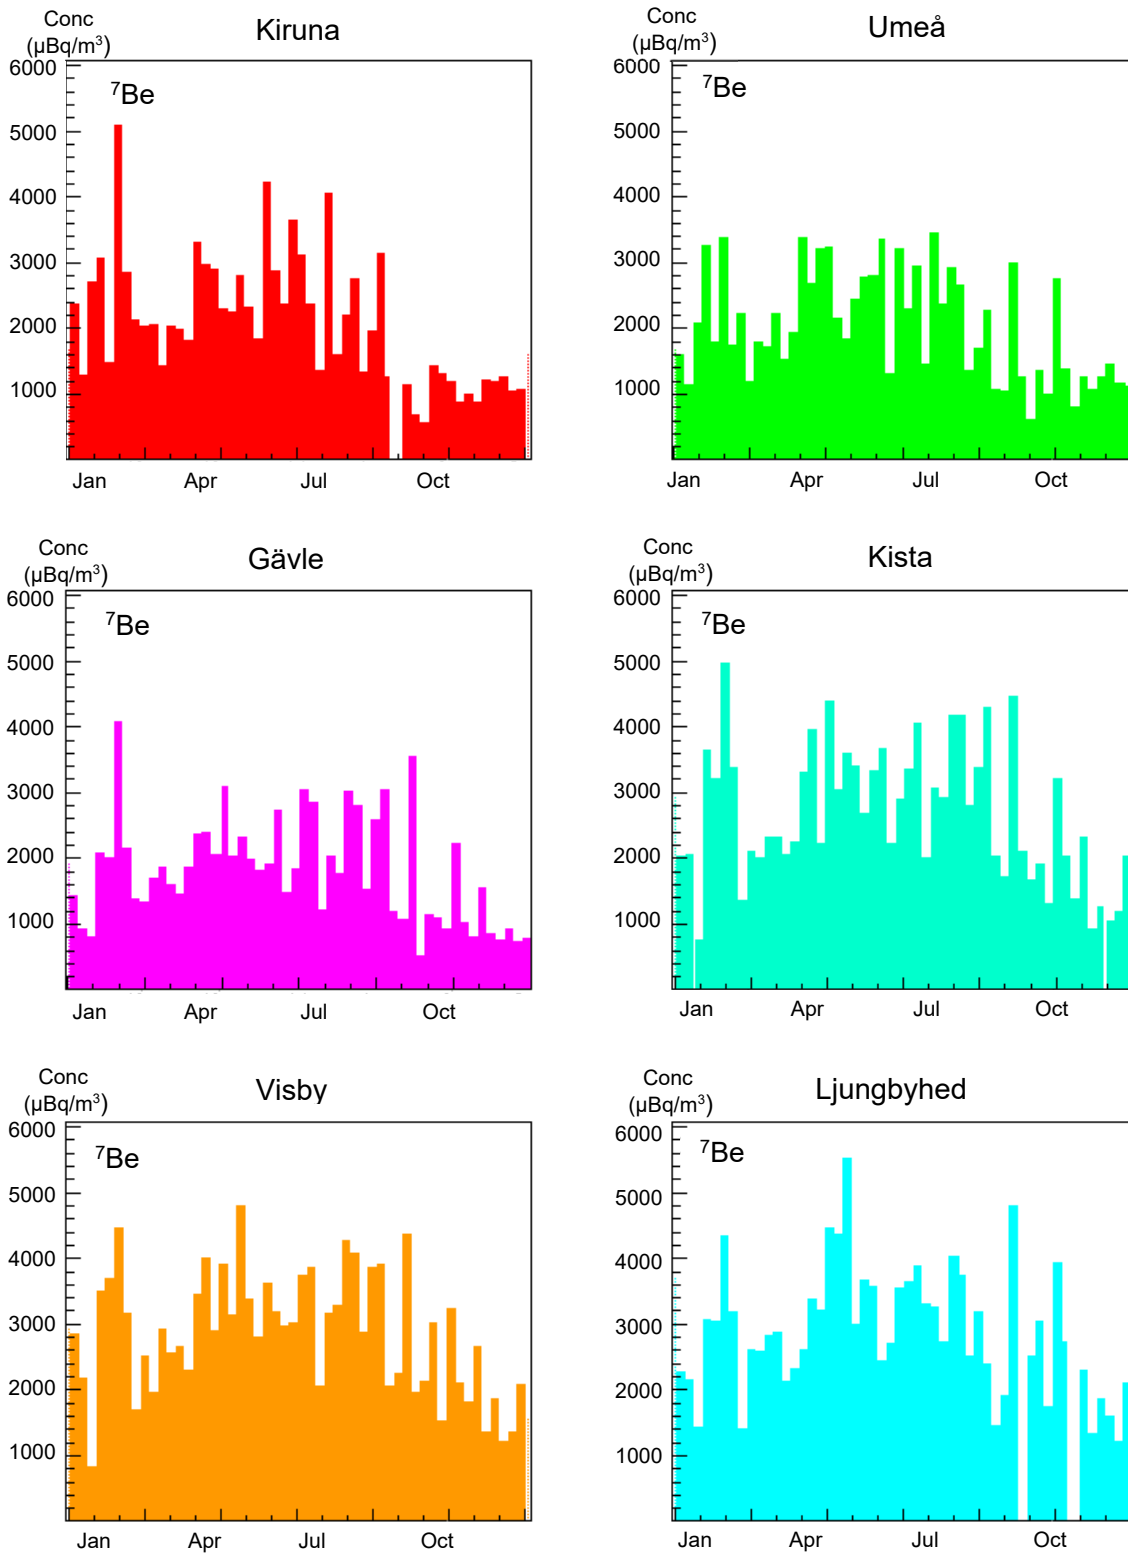 Conc
(µBq/m³)
Kiruna
6000
⁷Be
5000
4000
3000
2000
1000
Jan Apr Jul Oct
Conc
(µBq/m³)
Umeå
6000
⁷Be
5000
4000
3000
2000
1000
Jan Apr Jul Oct
Conc
(µBq/m³)
Gävle
6000
⁷Be
5000
4000
3000
2000
1000
Jan Apr Jul Oct
Conc
(µBq/m³)
Kista
6000
⁷Be
5000
4000
3000
2000
1000
Jan Apr Jul Oct
Conc
(µBq/m³)
Visby
6000
⁷Be
5000
4000
3000
2000
1000
Jan Apr Jul Oct
Conc
(µBq/m³)
Ljungbyhed
6000
⁷Be
5000
4000
3000
2000
1000
Jan Apr Jul Oct